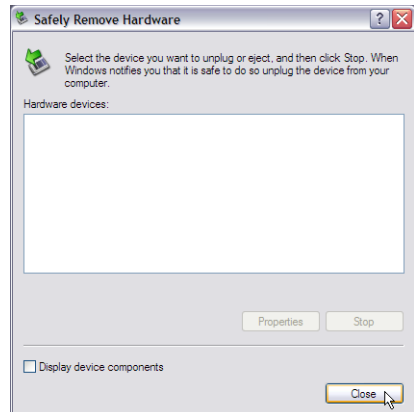 Safely Remove Hardware
Select the device you want to unplug or eject, and then click Stop. When
Windows notifies you that it is safe to do so unplug the device from your
computer.
Hardware devices:
Properties Stop
Display device components
Close